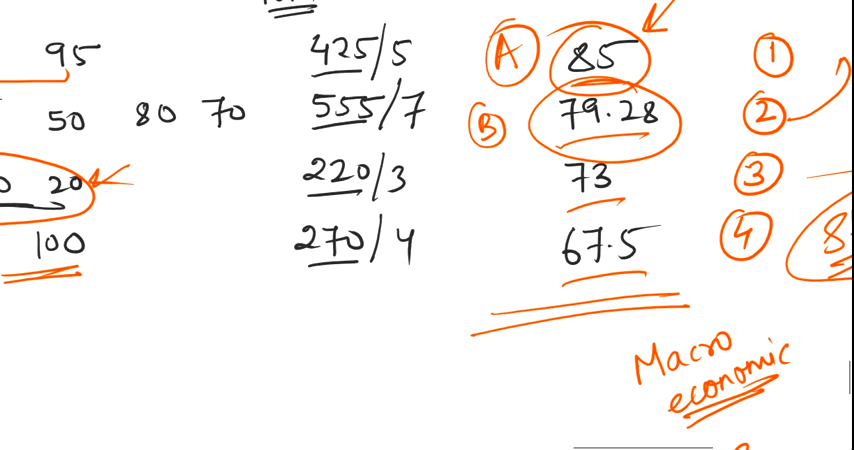 95 425/5 A 85 1
50 80 70 555/7 B 79.28 2
20 220/3 73 3
100 270/4 67.5 4
Macro
economic